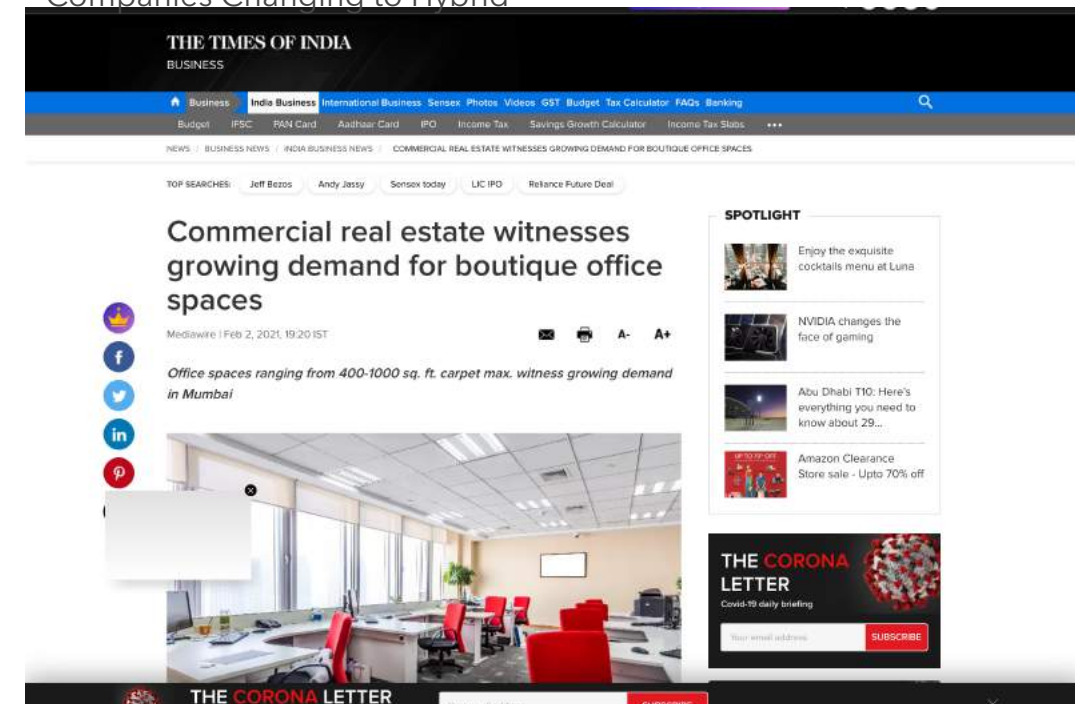 Companies Changing to Hybrid
THE TIMES OF INDIA
BUSINESS
Business India Business International Business Sensex Photos Videos GST Budget Tax Calculator FAQs Banking
Budget IFSC PAN Card Aadhaar Card IPO Income Tax Savings Growth Calculator Income Tax Slabs •••
NEWS / BUSINESS NEWS / INDIA BUSINESS NEWS / COMMERCIAL REAL ESTATE WITNESSES GROWING DEMAND FOR BOUTIQUE OFFICE SPACES
TOP SEARCHES: Jeff Bezos Andy Jassy Sensex today LIC IPO Reliance Future Deal
Commercial real estate witnesses
growing demand for boutique office
spaces
Mediawire | Feb 2, 2021, 19:20 IST
A- A+
Office spaces ranging from 400-1000 sq. ft. carpet max. witness growing demand
in Mumbai
SPOTLIGHT
Enjoy the exquisite
cocktails menu at Luna
NVIDIA changes the
face of gaming
Abu Dhabi T10: Here's
everything you need to
know about 29...
UP TO 70% OFF
Amazon Clearance
Store sale - Upto 70% off
THE CORONA
LETTER
Covid-19 daily briefing
Your email address SUBSCRIBE
THE CORONA LETTER
SUBSCRIBE